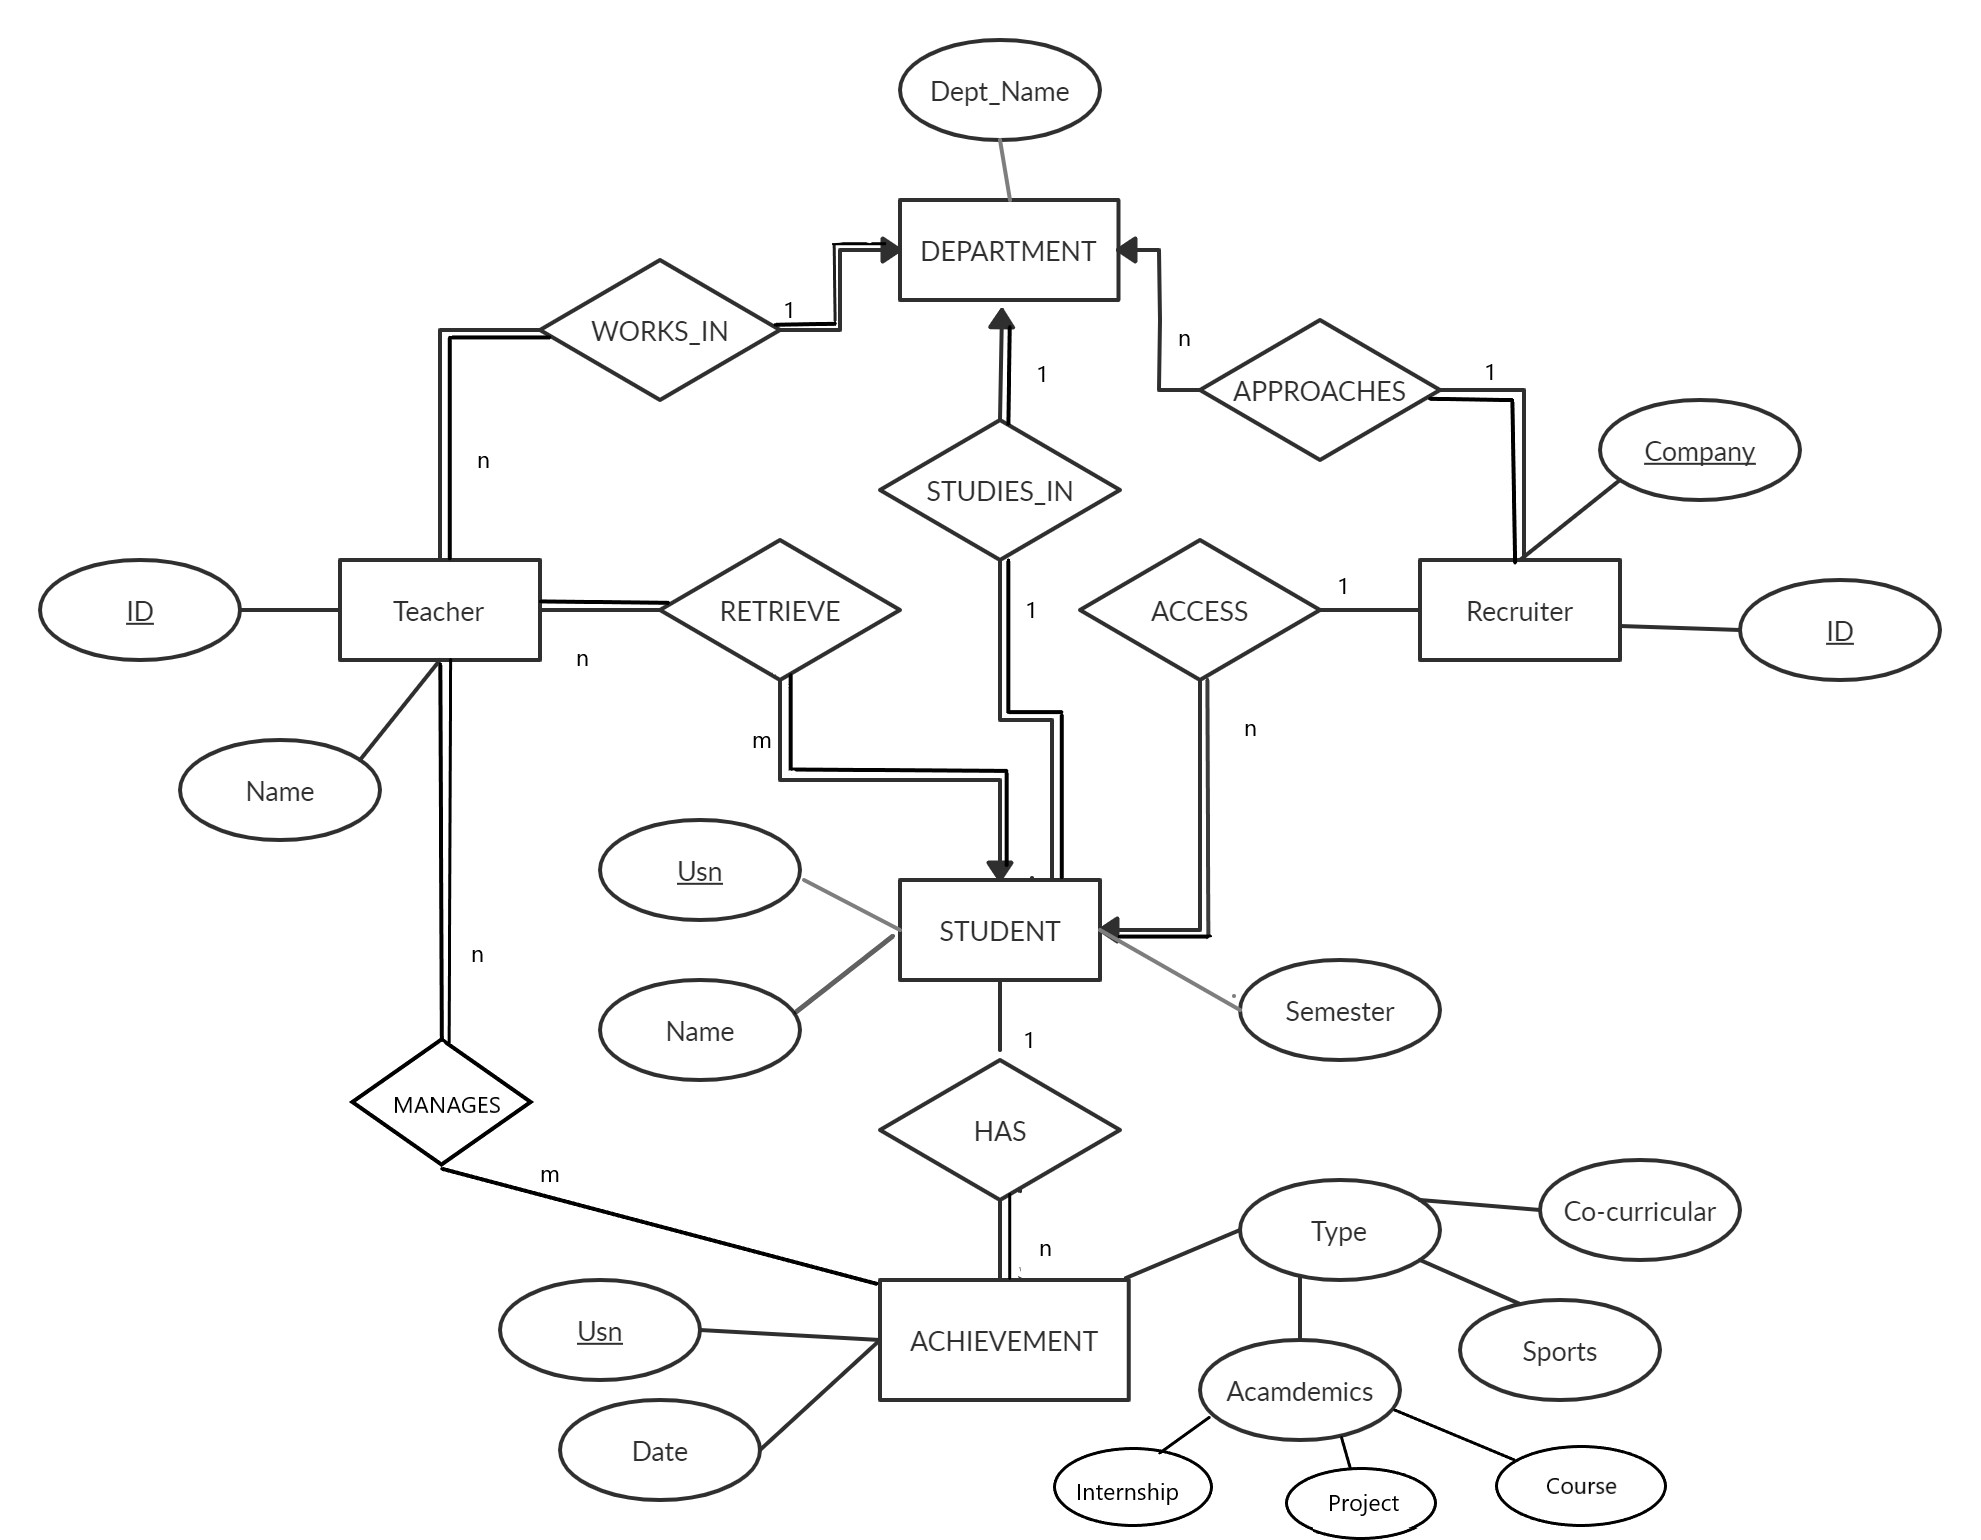 Dept_Name
DEPARTMENT
WORKS_IN
1
1
n
APPROACHES
1
n
STUDIES_IN
Company
ID
Teacher
n
RETRIEVE
1
ACCESS
1
Recruiter
ID
Name
m
n
Usn
STUDENT
n
Name
Semester
1
MANAGES
HAS
m
n
Type
Co-curricular
Usn
ACHIEVEMENT
Sports
Date
Acamdemics
Internship
Project
Course